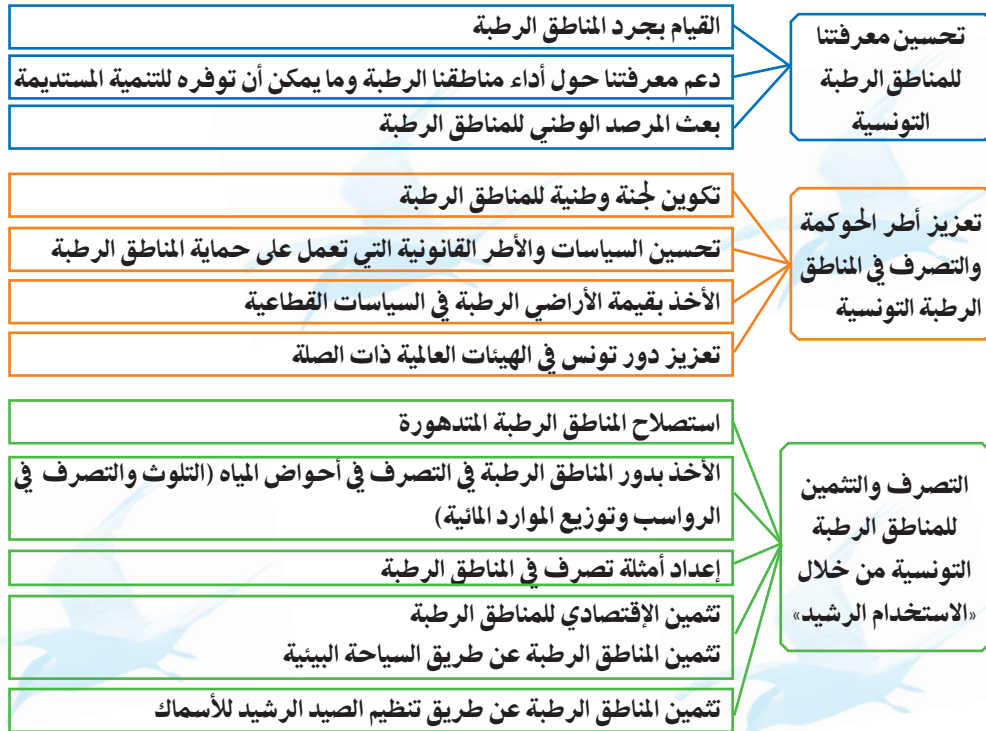 تحسين معرفتنا
للمناطق الرطبة
التونسية
القيام بجرد المناطق الرطبة
دعم معرفتنا حول أداء مناطقنا الرطبة وما يمكن أن توفره للتنمية المستديمة
بعث المرصد الوطني للمناطق الرطبة
تعزيز أطر الحوكمة
والتصرف في المناطق
الرطبة التونسية
تكوين لجنة وطنية للمناطق الرطبة
تحسين السياسات والأطر القانونية التي تعمل على حماية المناطق الرطبة
الأخذ بقيمة الأراضي الرطبة في السياسات القطاعية
تعزيز دور تونس في الهيئات العالمية ذات الصلة
التصرف والتثمين
للمناطق الرطبة
التونسية من خلال
«الاستخدام الرشيد»
استصلاح المناطق الرطبة المتدهورة
الأخذ بدور المناطق الرطبة في التصرف في أحواض المياه (التلوث والتصرف في
الرواسب وتوزيع الموارد المائية)
إعداد أمثلة تصرف في المناطق الرطبة
تثمين الإقتصادي للمناطق الرطبة
تثمين المناطق الرطبة عن طريق السياحة البيئية
تثمين المناطق الرطبة عن طريق تنظيم الصيد الرشيد للأسماك